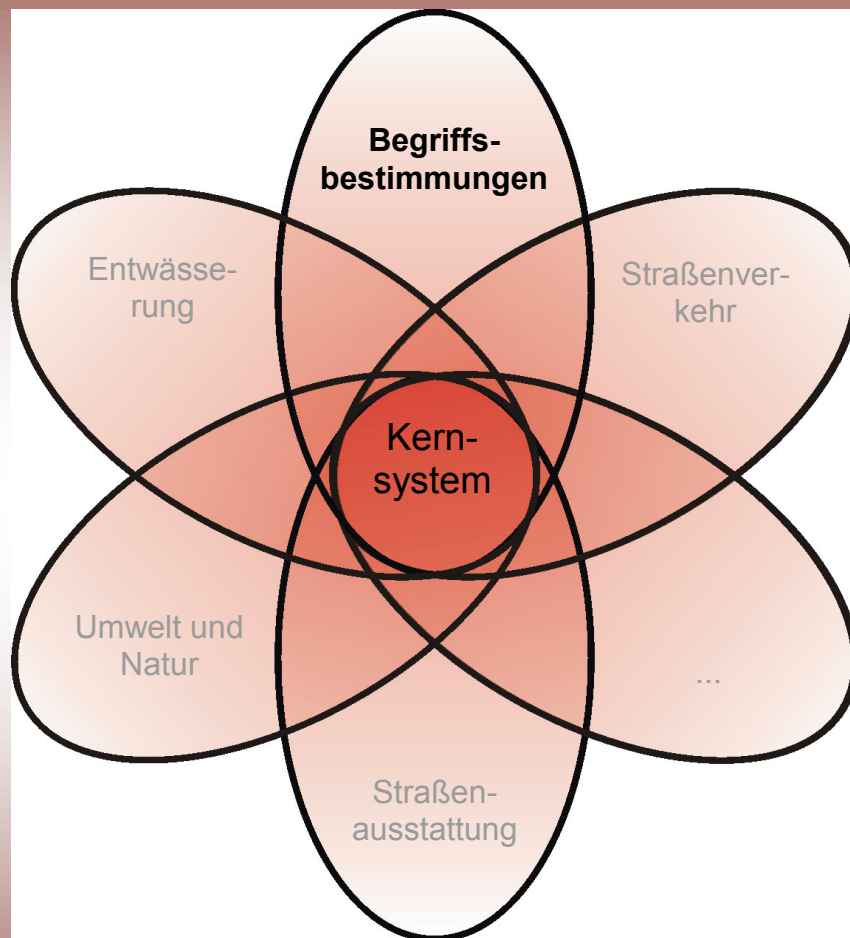 Begriffs-
bestimmungen
Entwässe-
rung
Straßenver-
kehr
Kern-
system
Umwelt und
Natur
...
Straßen-
ausstattung